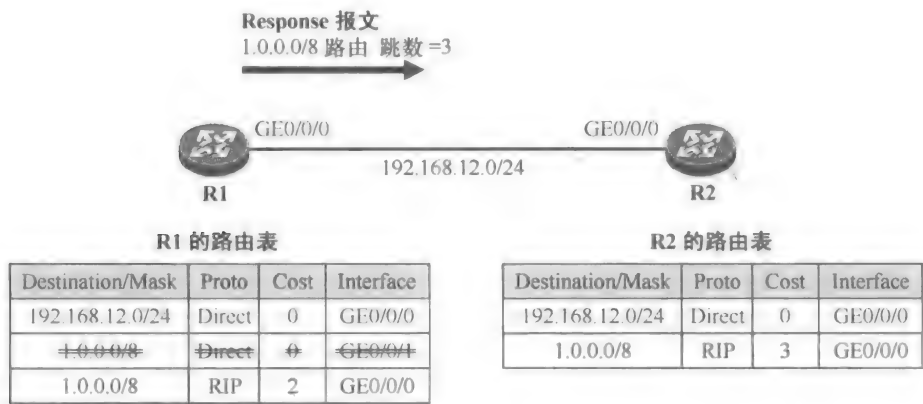 Response 报文
1.0.0.0/8 路由 跳数 =3
GE0/0/0 GE0/0/0
192.168.12.0/24
R1 R2
R1 的路由表
Destination/Mask Proto Cost Interface
192.168.12.0/24 Direct 0 GE0/0/0
1.0.0.0/8 Direct 0 GE0/0/1
1.0.0.0/8 RIP 2 GE0/0/0
R2 的路由表
Destination/Mask Proto Cost Interface
192.168.12.0/24 Direct 0 GE0/0/0
1.0.0.0/8 RIP 3 GE0/0/0